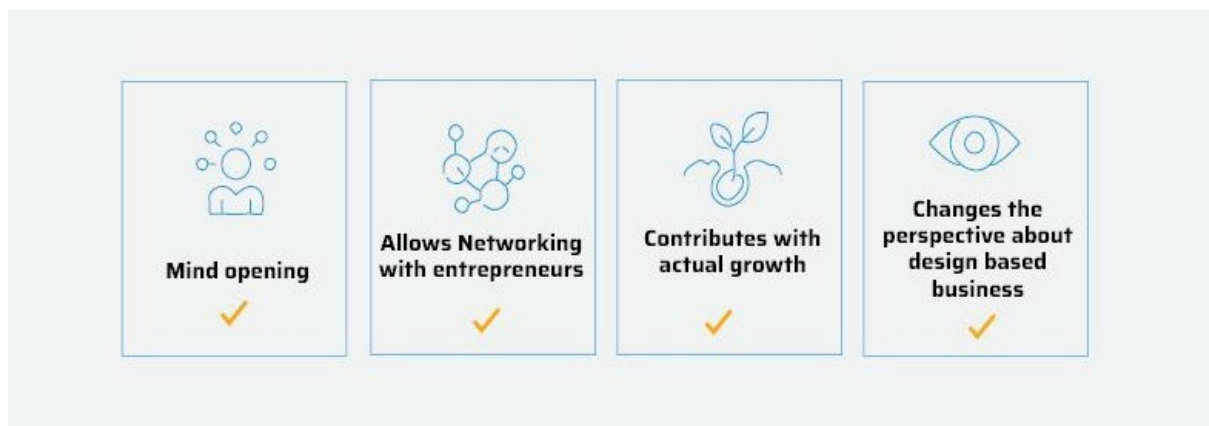 Mind opening
Allows Networking
with entrepreneurs
Contributes with
actual growth
Changes the
perspective about
design based
business